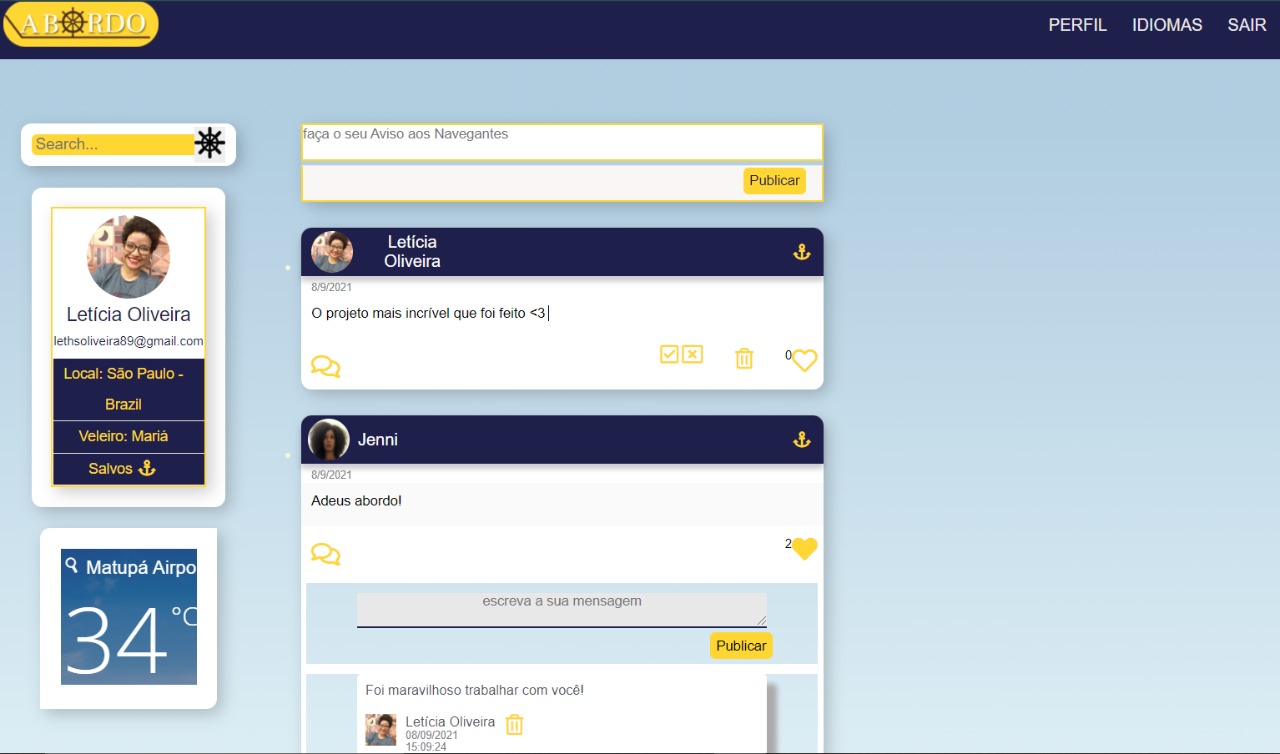 ABORDO
PERFIL IDIOMAS SAIR
Search...
Letícia Oliveira
lethsoliveira89@gmail.com
Local: São Paulo -
Brazil
Veleiro: Mariá
Salvos
Matupá Airpo
34 °C
faça o seu Aviso aos Navegantes
Publicar
Letícia
Oliveira
8/9/2021
O projeto mais incrível que foi feito <3
0
Jenni
8/9/2021
Adeus abordo!
2
escreva a sua mensagem
Publicar
Foi maravilhoso trabalhar com você!
Letícia Oliveira
08/09/2021
15:09:24